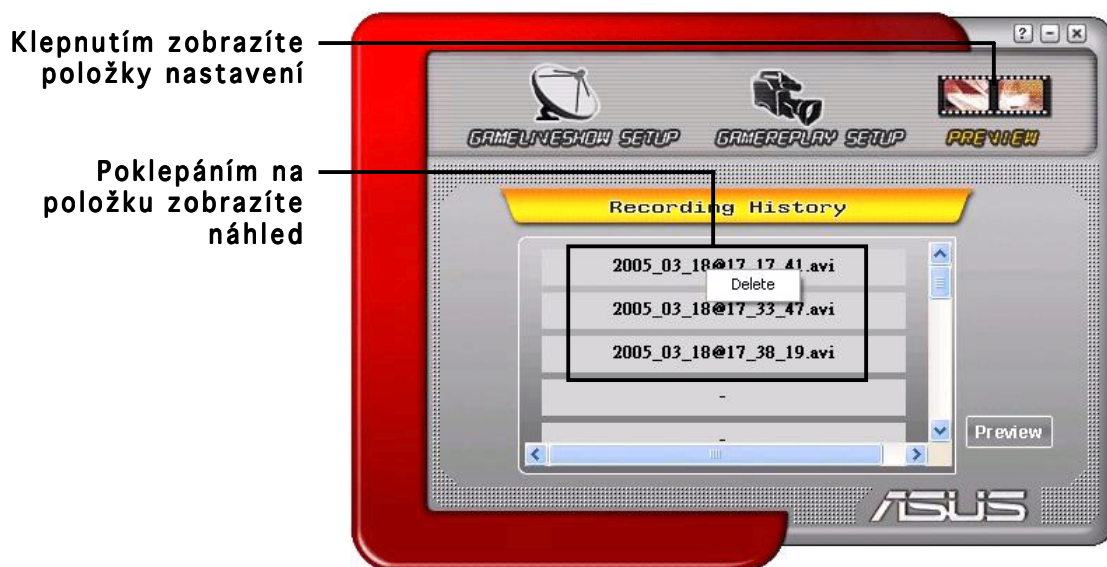 Klepnutím zobrazíte
položky nastavení
GAMELIVESHOW SETUP
GAMEREPLAY SETUP
PREVIEW
Poklepáním na
položku zobrazíte
náhled
Recording History
2005_03_18@17_17_41.avi
Delete
2005_03_18@17_33_47.avi
2005_03_18@17_38_19.avi
-
-
Preview
ASUS